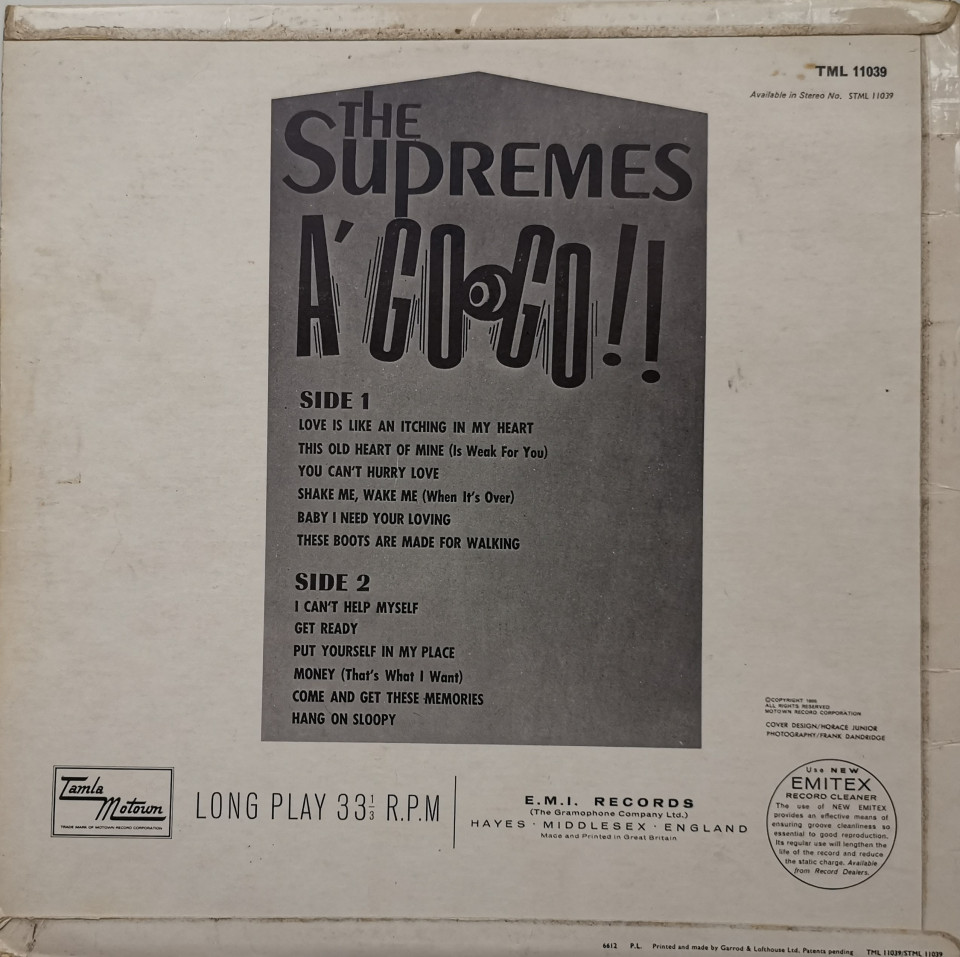 TML 11039
Available in Stereo No. STML 11039
THE
SUPREMES
A' GO GO!!
SIDE 1
LOVE IS LIKE AN ITCHING IN MY HEART
THIS OLD HEART OF MINE (Is Weak For You)
YOU CAN'T HURRY LOVE
SHAKE ME, WAKE ME (When It's Over)
BABY I NEED YOUR LOVING
THESE BOOTS ARE MADE FOR WALKING
SIDE 2
I CAN'T HELP MYSELF
GET READY
PUT YOURSELF IN MY PLACE
MONEY (That's What I Want)
COME AND GET THESE MEMORIES
HANG ON SLOOPY
©COPYRIGHT
ALL RIGHTS RESERVED
MOTOWN RECORD CORPORATION
COVER DESIGN/HORACE JUNIOR
PHOTOGRAPHY/FRANK DANDRIDGE
Tamla
Motown
TRADE MARK OF MOTOWN RECORD CORPORATION
LONG PLAY 33⅓ R.P.M
E.M.I. RECORDS
(The Gramophone Company Ltd.)
HAYES · MIDDLESEX · ENGLAND
Made and Printed in Great Britain
Use NEW
EMITEX
RECORD CLEANER
The use of NEW EMITEX
provides an effective means of
ensuring groove cleanliness so
essential to good reproduction.
Its regular use will lengthen the
life of the record and reduce
the static charge. Available
from Record Dealers.
6612 P.L. Printed and made by Garrod & Lofthouse Ltd. Patents pending TML 11039/STML 11039